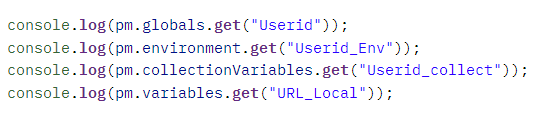 console.log(pm.globals.get("Userid"));
console.log(pm.environment.get("Userid_Env"));
console.log(pm.collectionVariables.get("Userid_collect"));
console.log(pm.variables.get("URL_Local"));